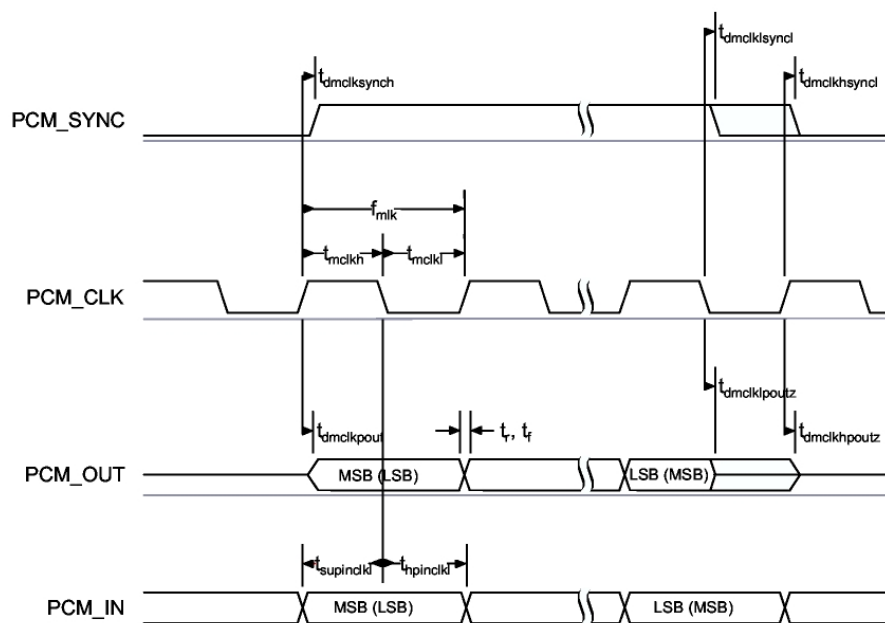 t_dmclklsyncl
t_dmclksynch
t_dmclkhsyncl
PCM_SYNC
f_mlk
t_mclkh
t_mclkl
PCM_CLK
t_dmclklpoutz
t_dmclkpout
t_r, t_f
t_dmclkhpoutz
PCM_OUT
MSB (LSB)
LSB (MSB)
t_supinclkl
t_hpinclkl
PCM_IN
MSB (LSB)
LSB (MSB)